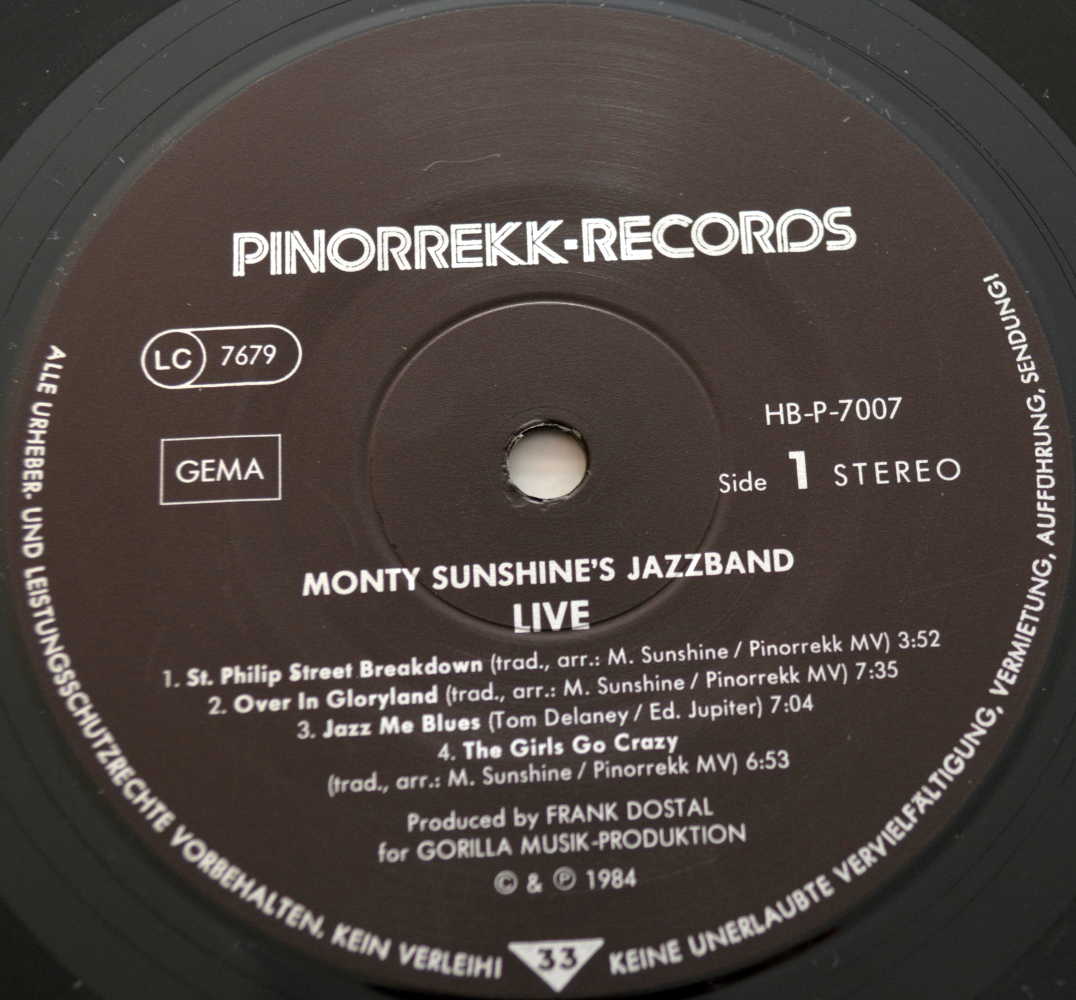 PINORREKK-RECORDS
LC 7679
GEMA
HB-P-7007
Side 1 STEREO
MONTY SUNSHINE'S JAZZBAND
LIVE
1. St. Philip Street Breakdown (trad., arr.: M. Sunshine / Pinorrekk MV) 3:52
2. Over In Gloryland (trad., arr.: M. Sunshine / Pinorrekk MV) 7:35
3. Jazz Me Blues (Tom Delaney / Ed. Jupiter) 7:04
4. The Girls Go Crazy
(trad., arr.: M. Sunshine / Pinorrekk MV) 6:53
Produced by FRANK DOSTAL
for GORILLA MUSIK-PRODUKTION
© & ℗ 1984
ALLE URHEBER- UND LEISTUNGSSCHUTZRECHTE VORBEHALTEN, KEIN VERLEIH!
33
KEINE UNERLAUBTE VERVIELFÄLTIGUNG, VERMIETUNG, AUFFÜHRUNG, SENDUNG!